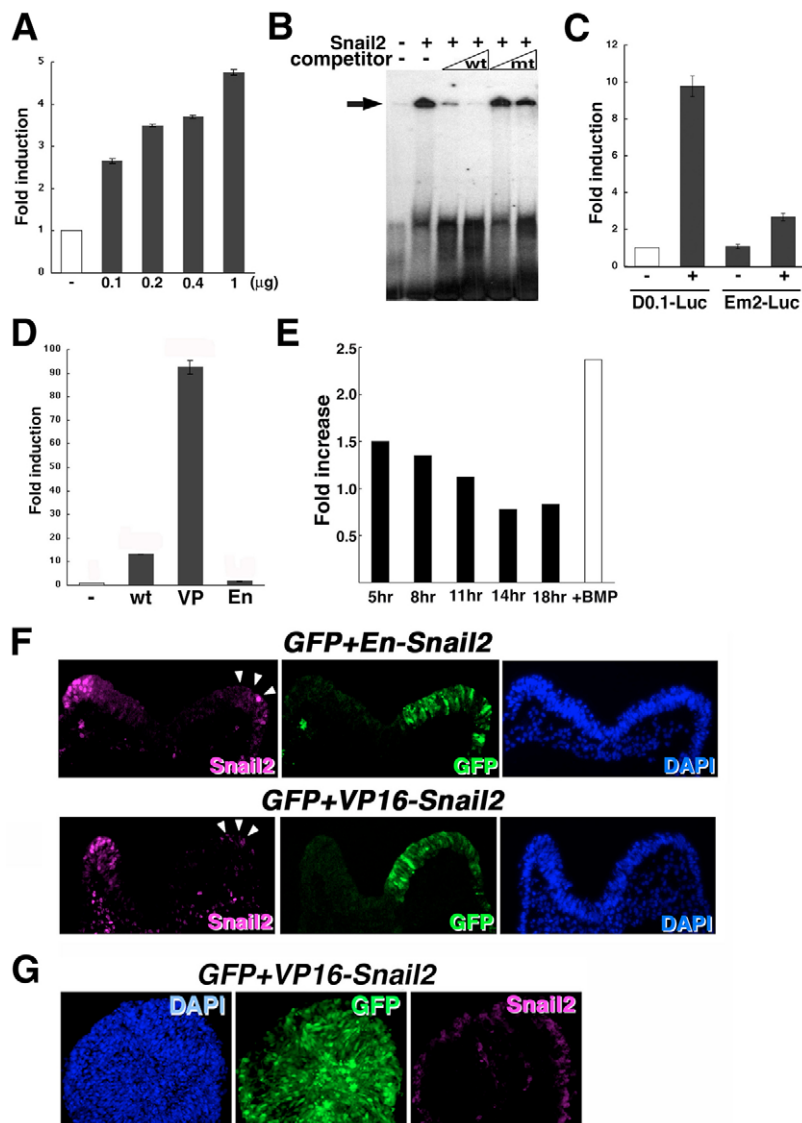 A
Fold induction
5
4
3
2
1
0
- 0.1 0.2 0.4 1 (µg)
B
Snail2 - + + + + +
competitor - - wt mt
C
Fold induction
14
12
10
8
6
4
2
0
- + - +
D0.1-Luc Em2-Luc
D
Fold induction
100
90
80
70
60
50
40
30
20
10
0
- wt VP En
E
Fold increase
2.5
2.0
1.5
1.0
0.5
5hr 8hr 11hr 14hr 18hr +BMP
F
GFP+En-Snail2
Snail2 GFP DAPI
GFP+VP16-Snail2
Snail2 GFP DAPI
G
GFP+VP16-Snail2
DAPI GFP Snail2